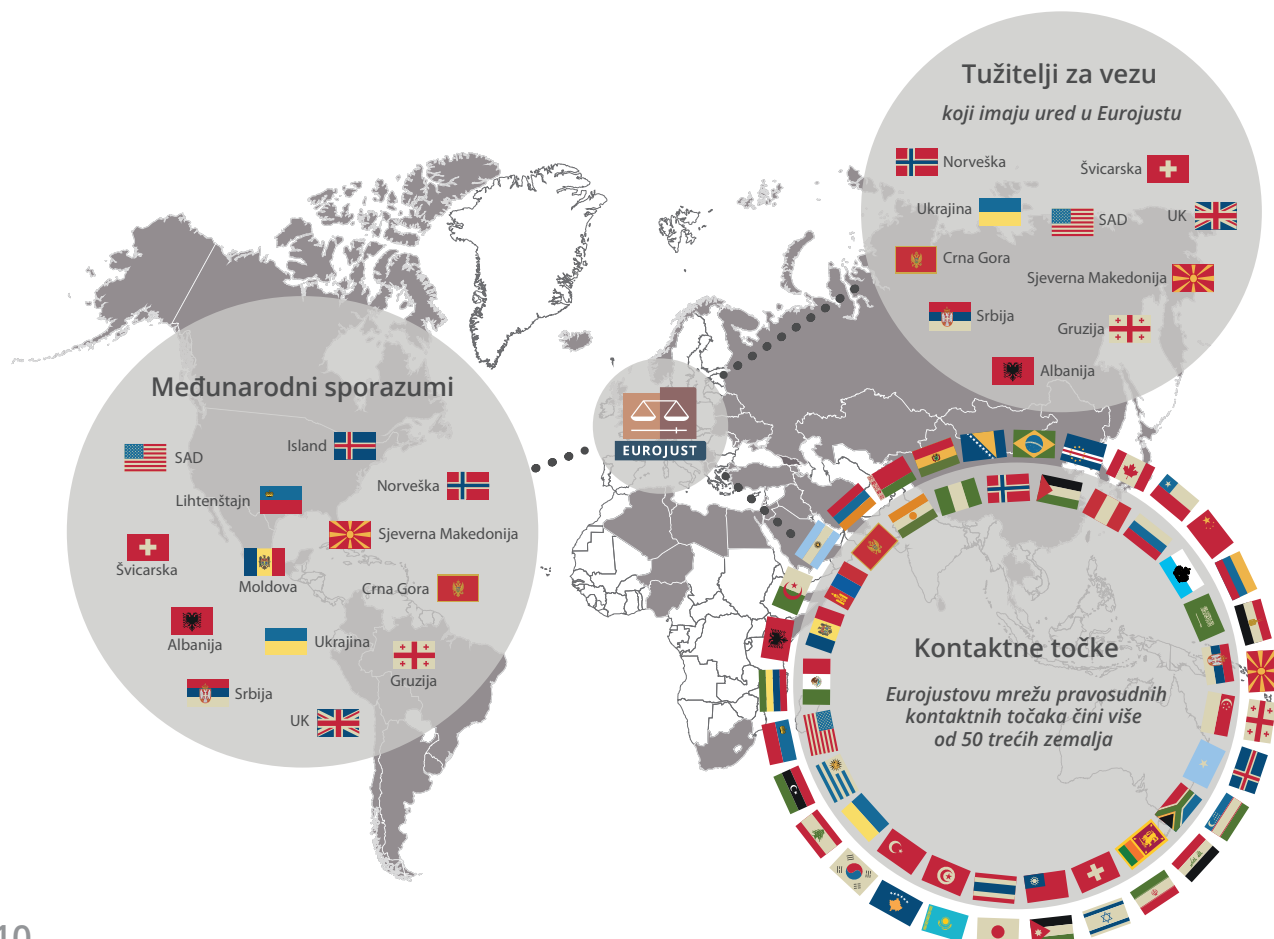 Tužitelji za vezu
koji imaju ured u Eurojustu
Norveška
Švicarska
Ukrajina
SAD
UK
Crna Gora
Sjeverna Makedonija
Srbija
Gruzija
Albanija
Međunarodni sporazumi
SAD
Island
Norveška
Lihtenštajn
Sjeverna Makedonija
Švicarska
Moldova
Crna Gora
Albanija
Ukrajina
Gruzija
Srbija
UK
EUROJUST
Kontaktne točke
Eurojustovu mrežu pravosudnih
kontaktnih točaka čini više
od 50 trećih zemalja
10